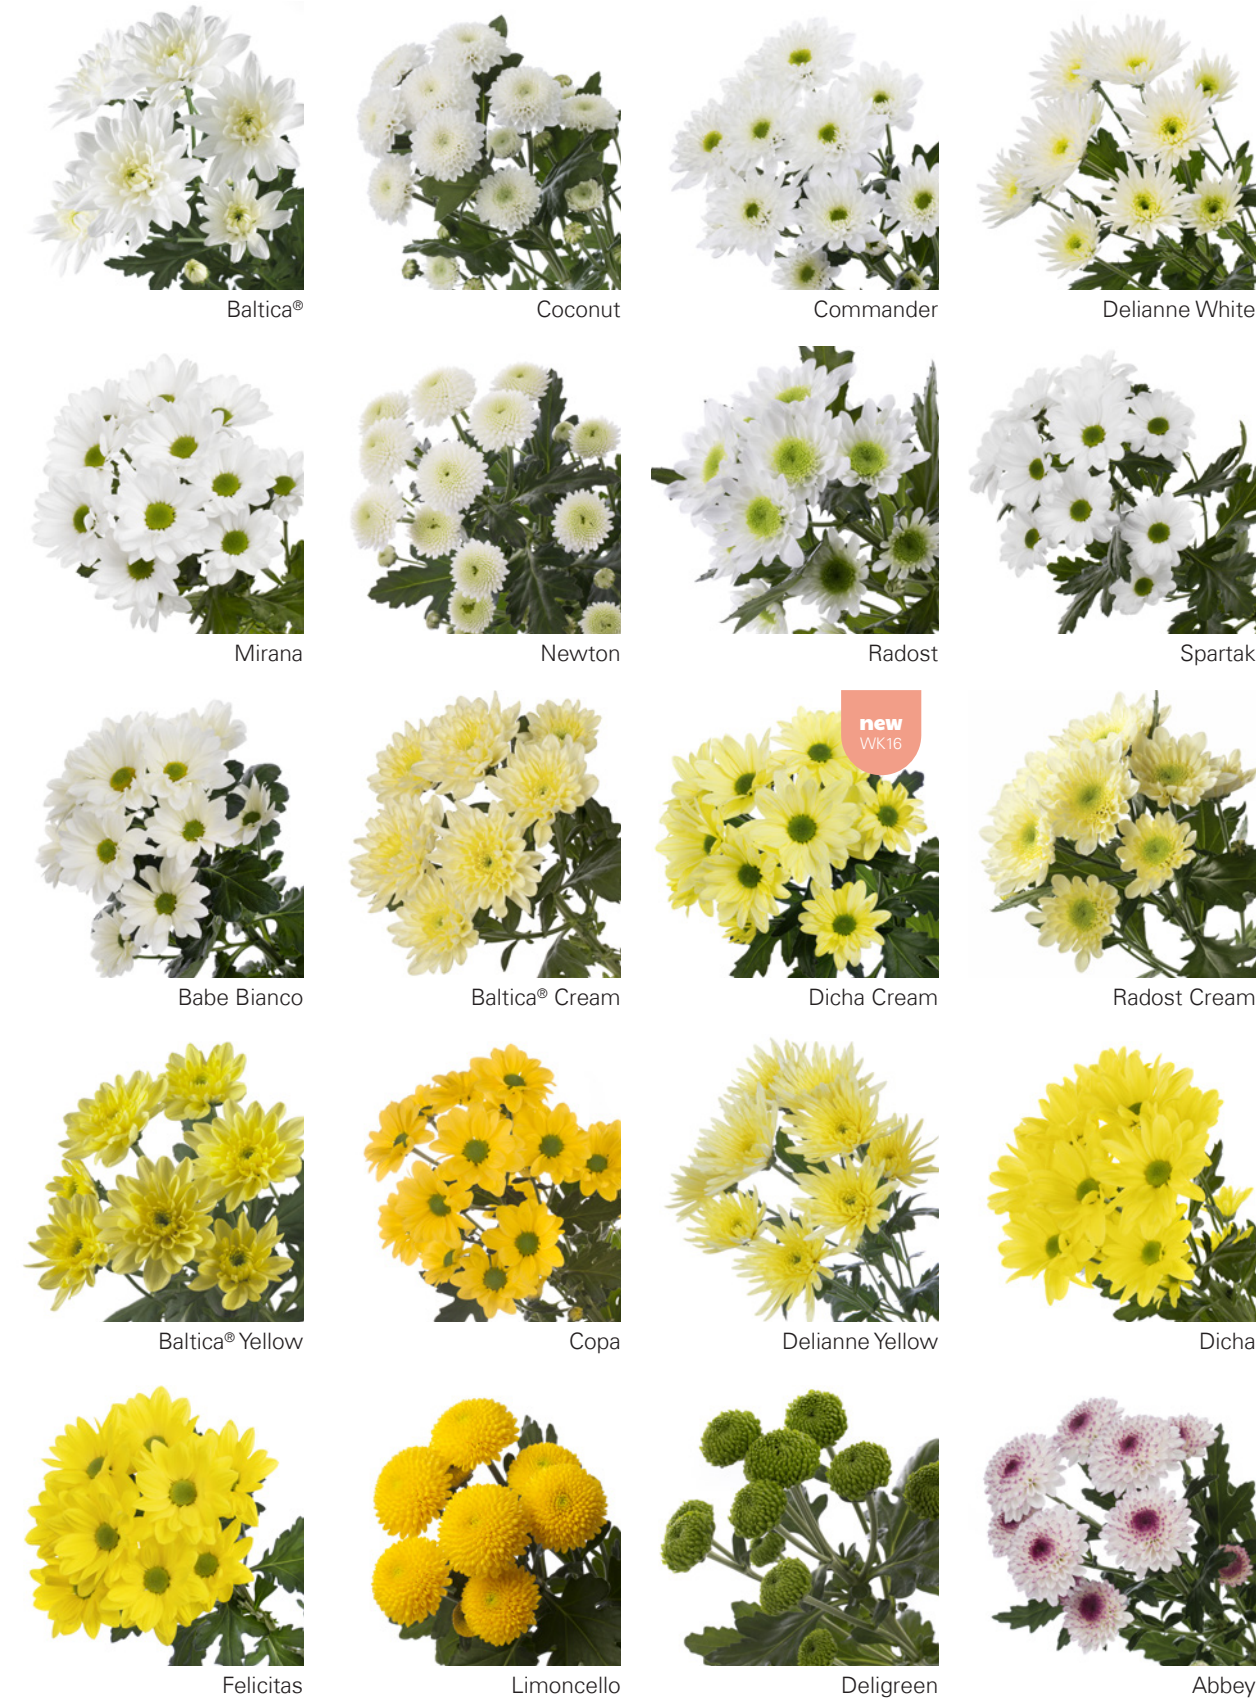 Baltica®
Coconut
Commander
Delianne White
Mirana
Newton
Radost
Spartak
new
WK16
Babe Bianco
Baltica® Cream
Dicha Cream
Radost Cream
Baltica® Yellow
Copa
Delianne Yellow
Dicha
Felicitas
Limoncello
Deligreen
Abbey